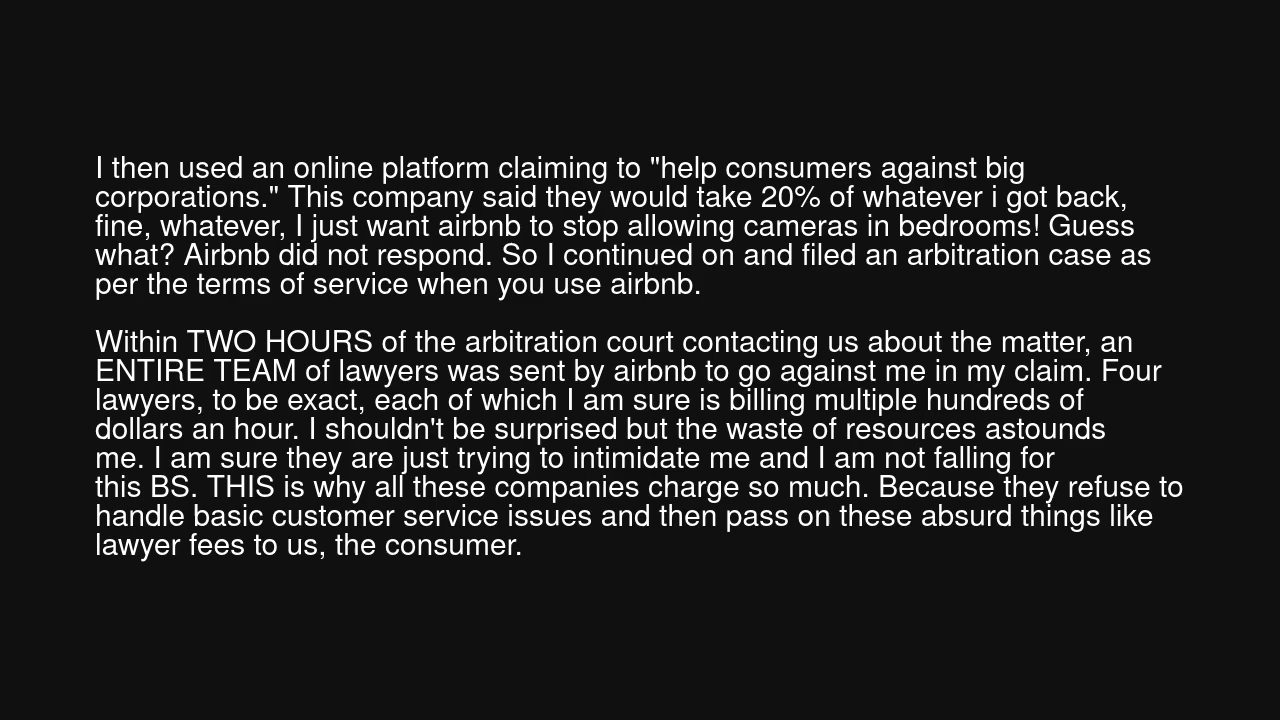 I then used an online platform claiming to "help consumers against big
corporations." This company said they would take 20% of whatever i got back,
fine, whatever, I just want airbnb to stop allowing cameras in bedrooms! Guess
what? Airbnb did not respond. So I continued on and filed an arbitration case as
per the terms of service when you use airbnb.
Within TWO HOURS of the arbitration court contacting us about the matter, an
ENTIRE TEAM of lawyers was sent by airbnb to go against me in my claim. Four
lawyers, to be exact, each of which I am sure is billing multiple hundreds of
dollars an hour. I shouldn't be surprised but the waste of resources astounds
me. I am sure they are just trying to intimidate me and I am not falling for
this BS. THIS is why all these companies charge so much. Because they refuse to
handle basic customer service issues and then pass on these absurd things like
lawyer fees to us, the consumer.